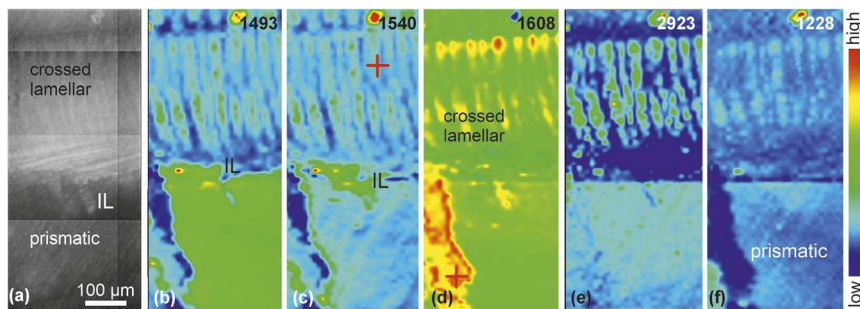 crossed
lamellar
IL
prismatic
(a)
100 μm
1493
IL
(b)
1540
IL
(c)
1608
crossed
lamellar
(d)
2923
(e)
1228
prismatic
(f)
high
low